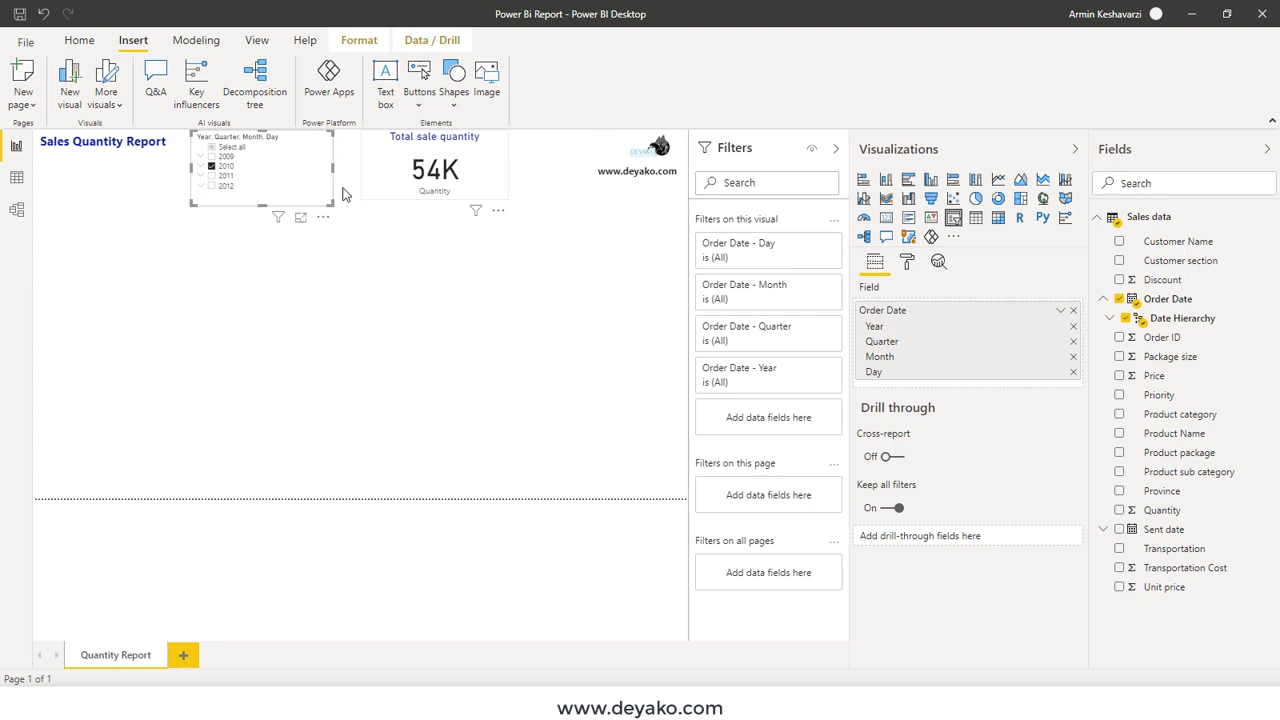 Power Bi Report - Power BI Desktop
Armin Keshavarzi
File
Home
Insert
Modeling
View
Help
Format
Data / Drill
New page
New visual
More visuals
Q&A
Key influencers
Decomposition tree
Power Apps
Text box
Buttons
Shapes
Image
Pages
Visuals
AI visuals
Power Platform
Elements
Sales Quantity Report
Year, Quarter, Month, Day
Select all
2009
2010
2011
2012
Total sale quantity
54K
Quantity
DEYAKO
www.deyako.com
Filters
Search
Filters on this visual
Order Date - Day
is (All)
Order Date - Month
is (All)
Order Date - Quarter
is (All)
Order Date - Year
is (All)
Add data fields here
Filters on this page
Add data fields here
Filters on all pages
Add data fields here
Visualizations
R
Py
Field
Order Date
Year
Quarter
Month
Day
Drill through
Cross-report
Off
Keep all filters
On
Add drill-through fields here
Fields
Search
Sales data
Customer Name
Customer section
Σ Discount
Order Date
Date Hierarchy
Σ Order ID
Σ Package size
Σ Price
Priority
Product category
Product Name
Product package
Product sub category
Province
Σ Quantity
Sent date
Transportation
Σ Transportation Cost
Σ Unit price
Quantity Report
Page 1 of 1
www.deyako.com